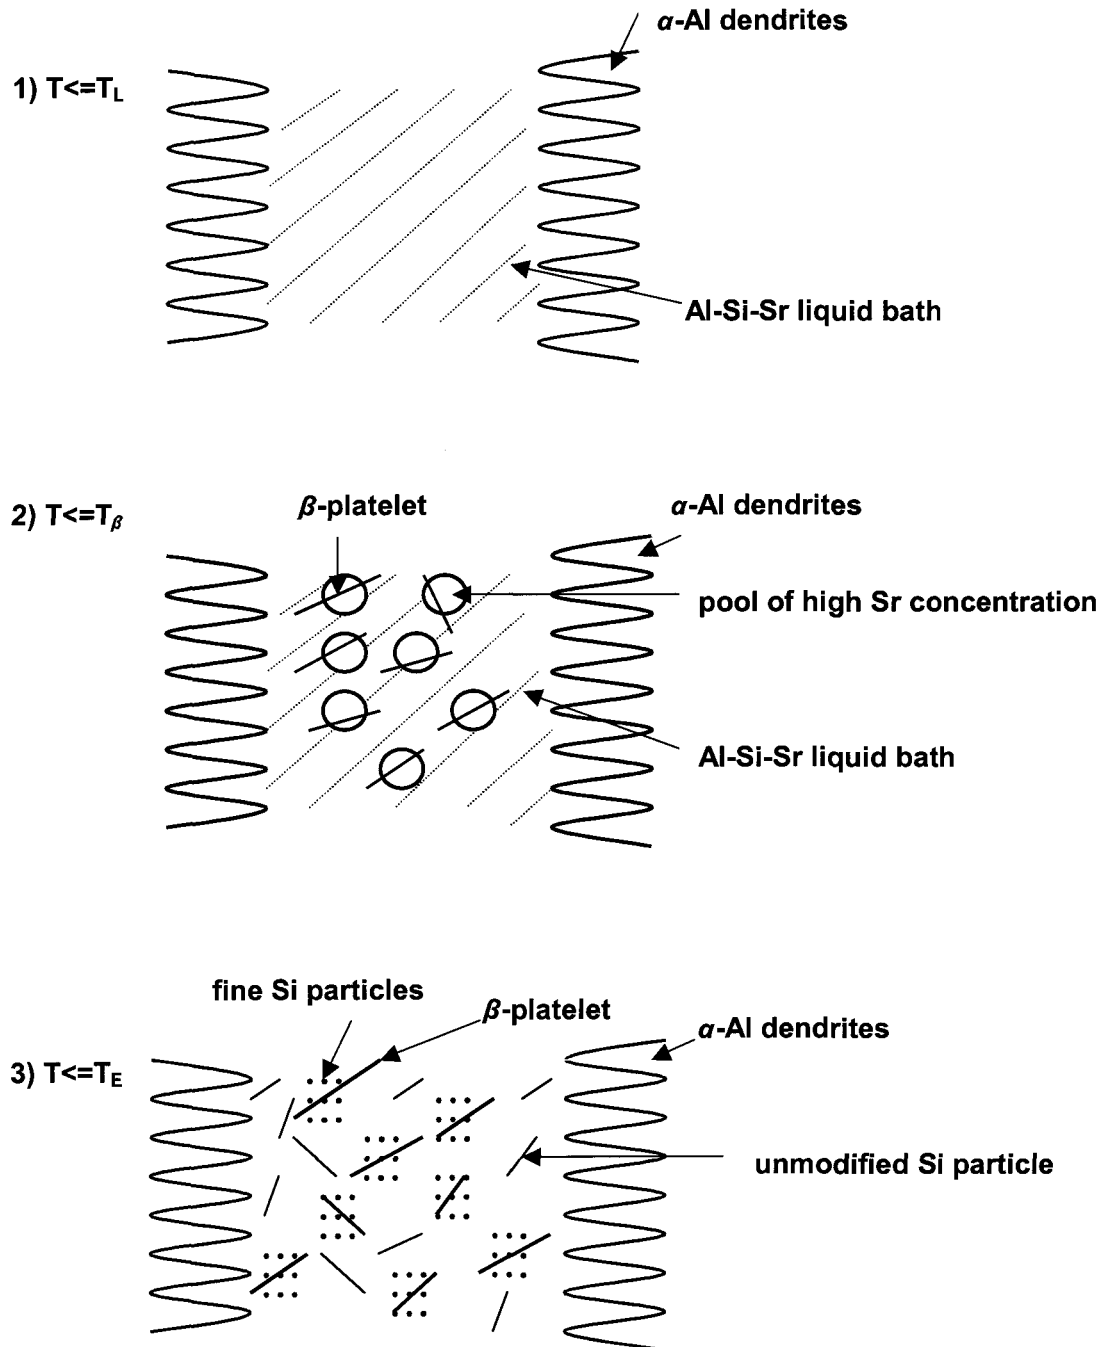 α-Al dendrites
1) T<=TL
Al-Si-Sr liquid bath
2) T<=Tβ
β-platelet
α-Al dendrites
pool of high Sr concentration
Al-Si-Sr liquid bath
fine Si particles
β-platelet
α-Al dendrites
3) T<=TE
unmodified Si particle